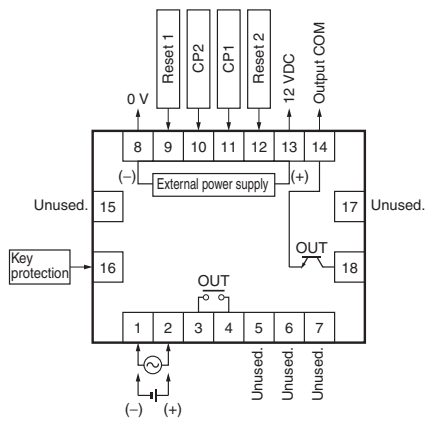 Reset 1
CP2
CP1
Reset 2
12 VDC
Output COM
0 V
8 9 10 11 12 13 14
(−) External power supply (+)
Unused. 15
17 Unused.
Key
protection
16
OUT
18
OUT
1 2 3 4 5 6 7
Unused.
Unused.
Unused.
(−) (+)